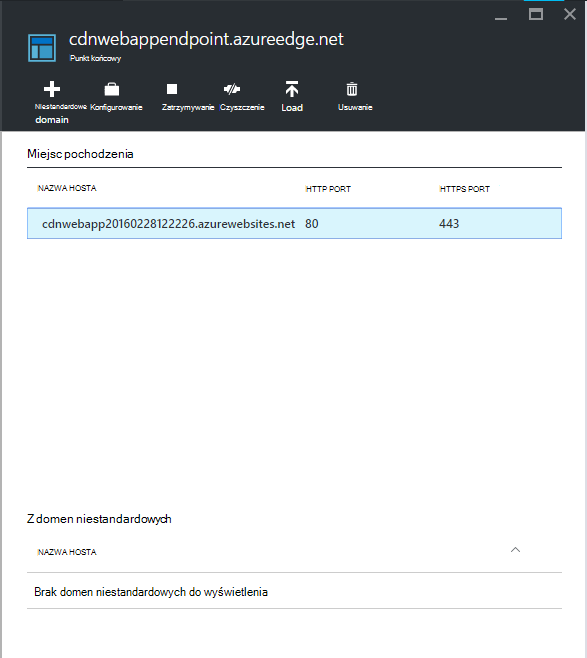 cdnwebappendpoint.azureedge.net
Punkt końcowy
Niestandardowe domain
Konfigurowanie
Zatrzymywanie
Czyszczenie
Load
Usuwanie
Miejsc pochodzenia
NAZWA HOSTA HTTP PORT HTTPS PORT
cdnwebapp20160228122226.azurewebsites.net 80 443
Z domen niestandardowych
NAZWA HOSTA
Brak domen niestandardowych do wyświetlenia